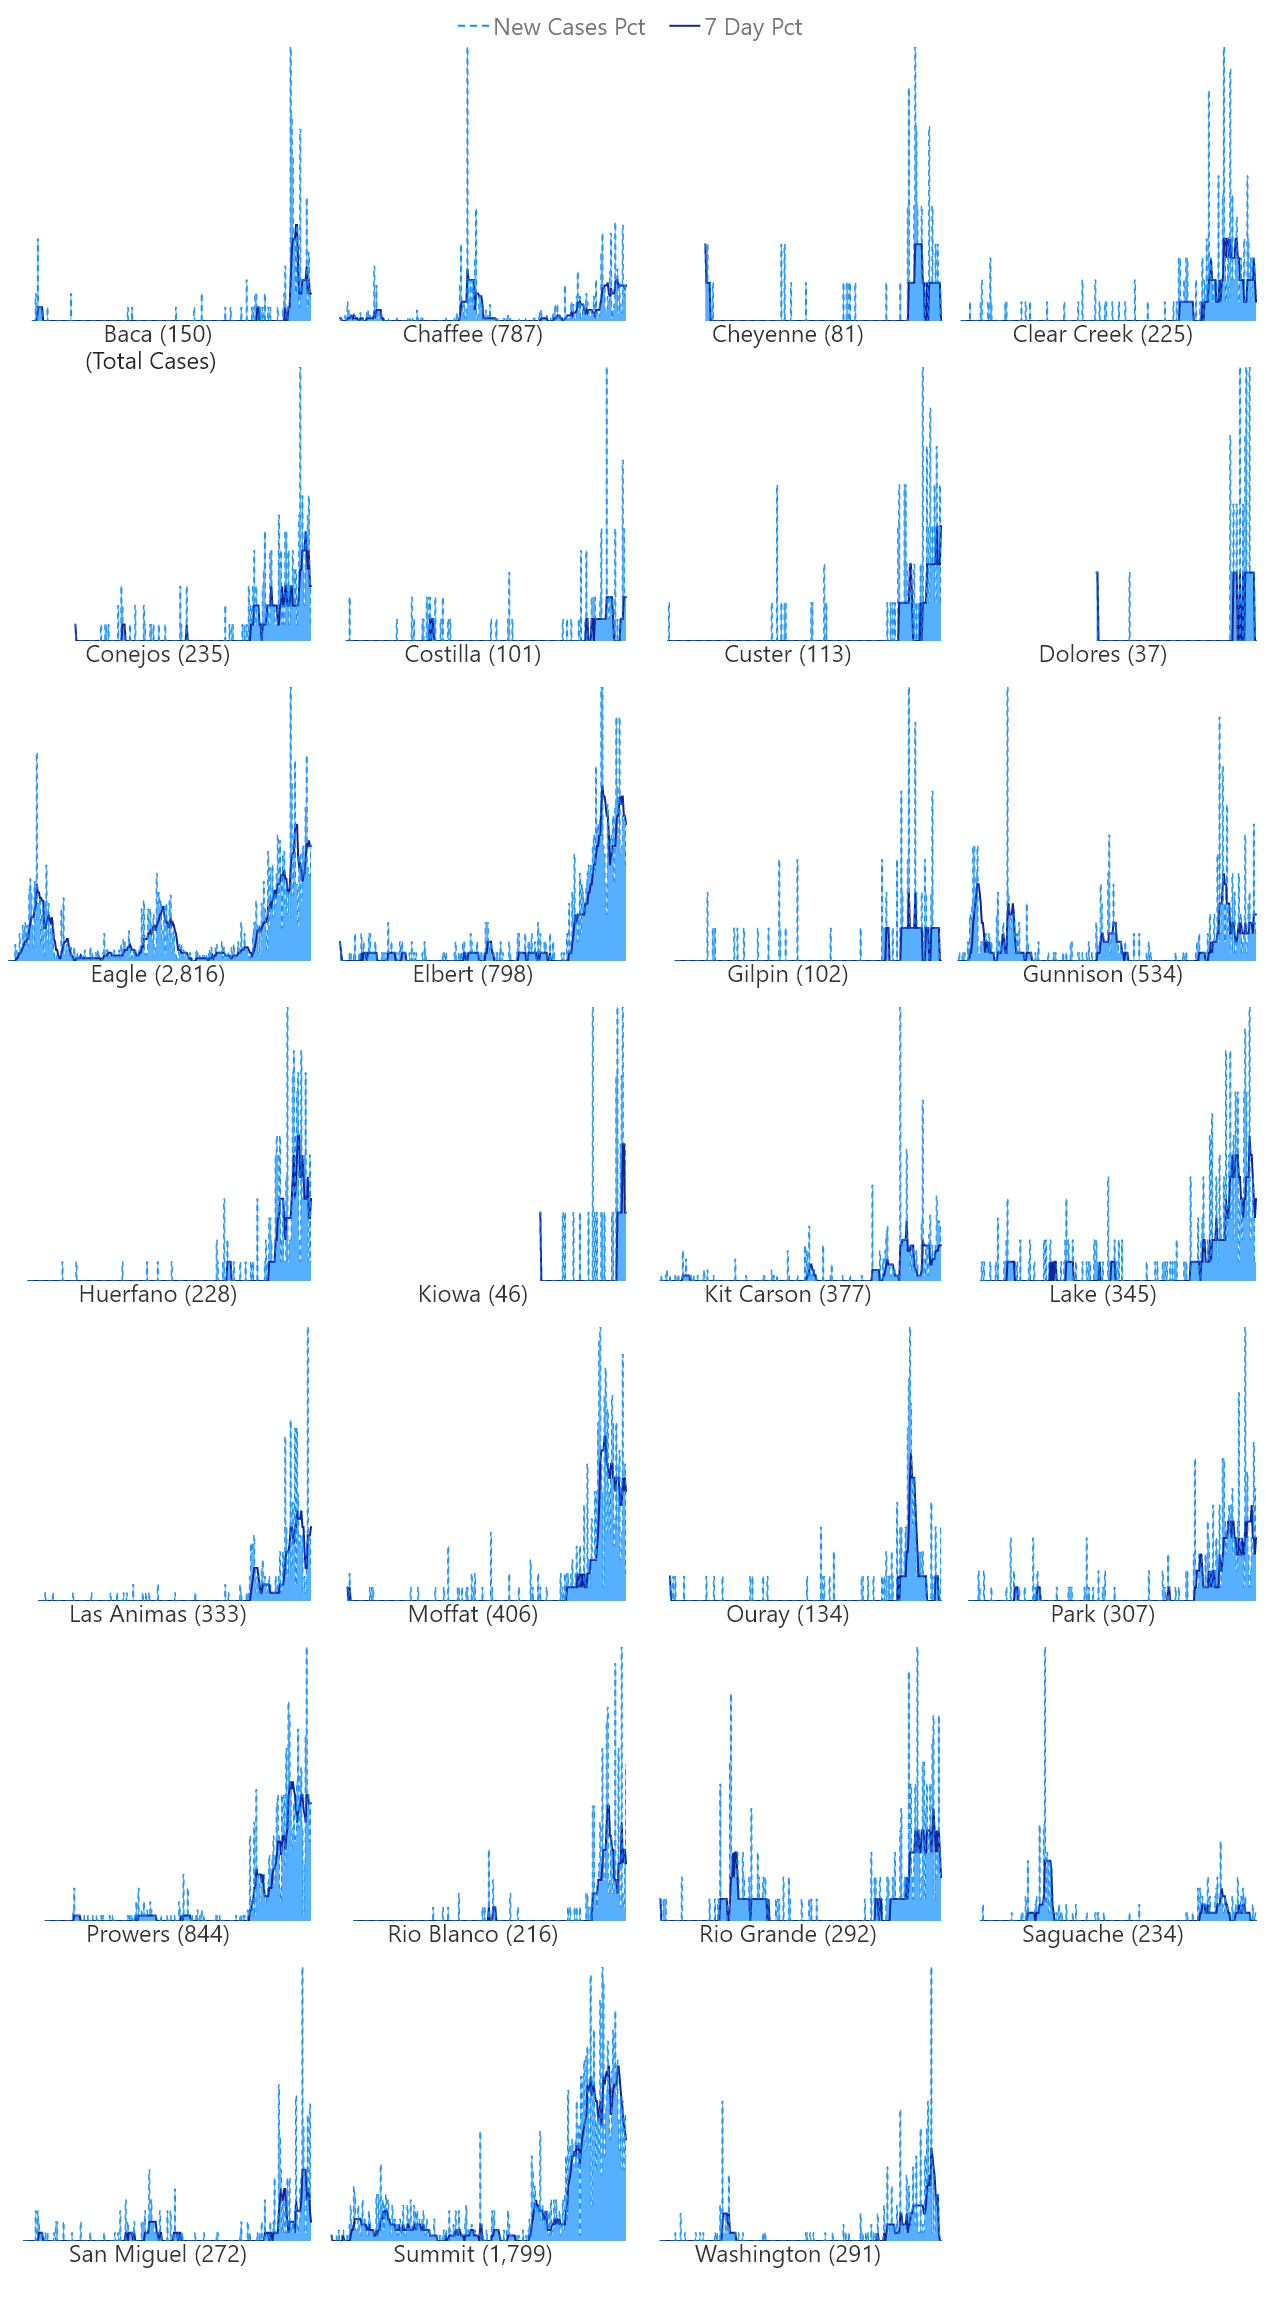 New Cases Pct 7 Day Pct
Baca (150) Chaffee (787) Cheyenne (81) Clear Creek (225)
(Total Cases)
Conejos (235) Costilla (101) Custer (113) Dolores (37)
Eagle (2,816) Elbert (798) Gilpin (102) Gunnison (534)
Huerfano (228) Kiowa (46) Kit Carson (377) Lake (345)
Las Animas (333) Moffat (406) Ouray (134) Park (307)
Prowers (844) Rio Blanco (216) Rio Grande (292) Saguache (234)
San Miguel (272) Summit (1,799) Washington (291)